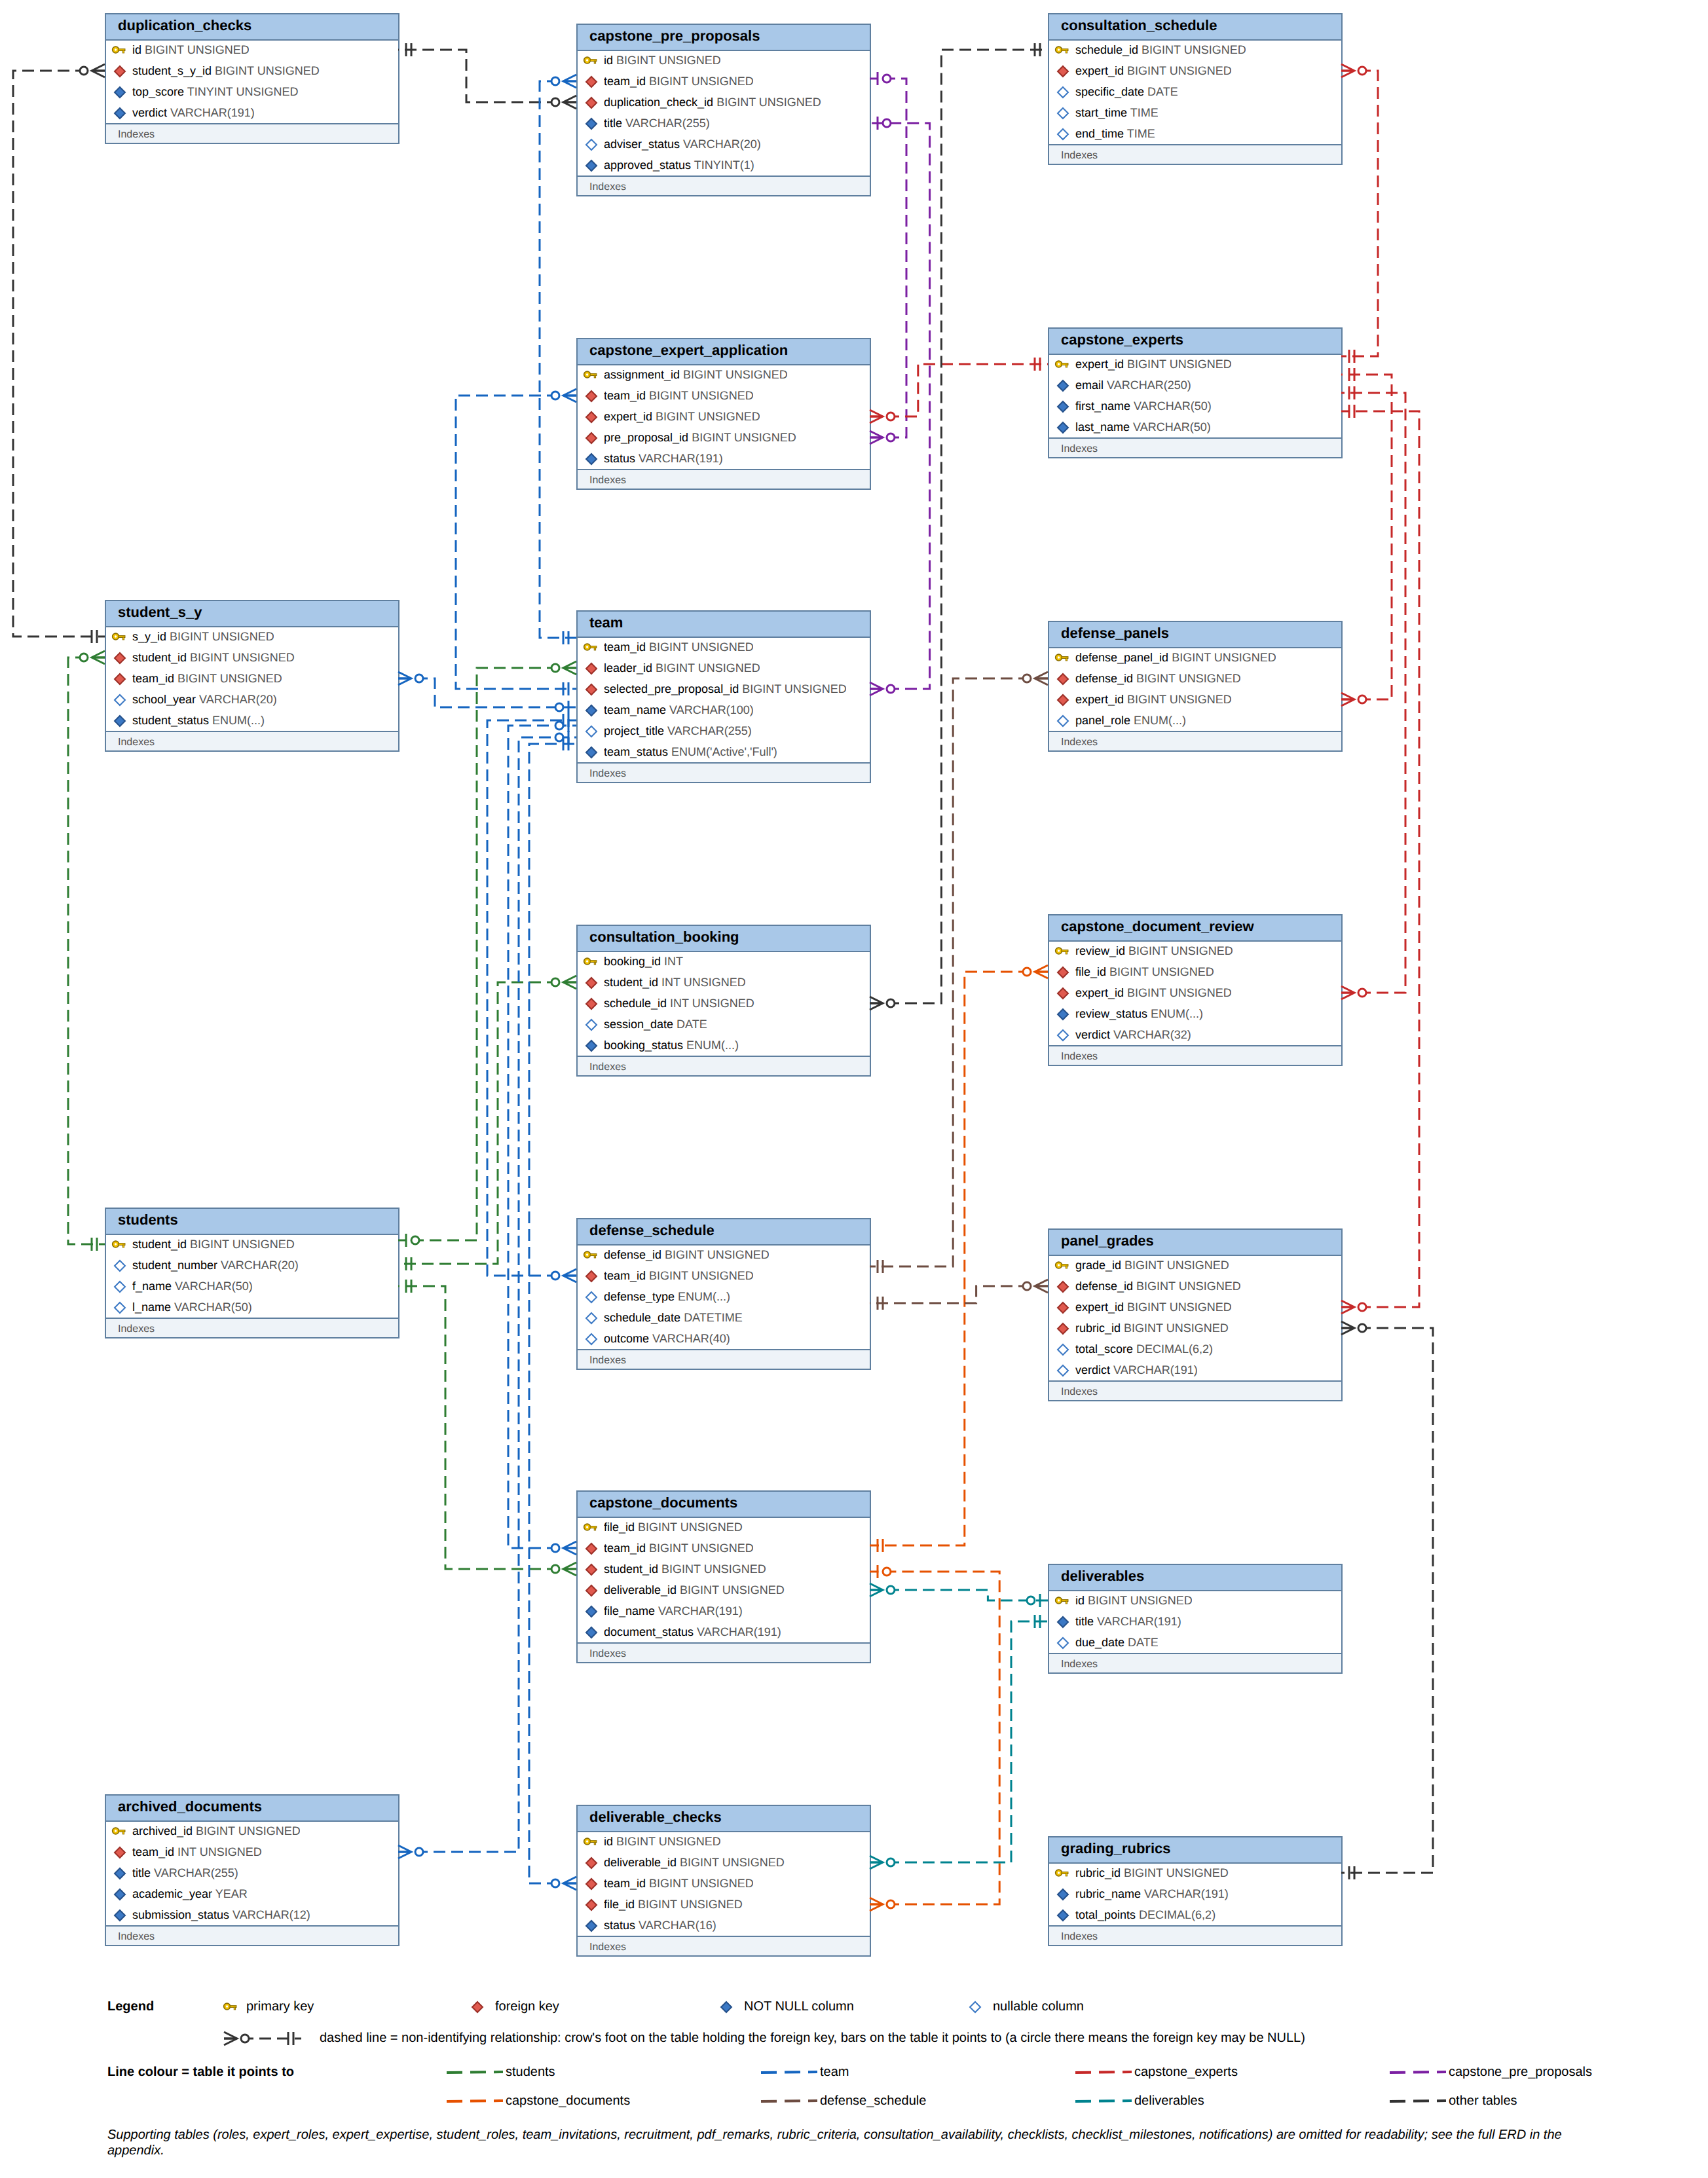 duplication_checks
id BIGINT UNSIGNED
student_s_y_id BIGINT UNSIGNED
top_score TINYINT UNSIGNED
verdict VARCHAR(191)
Indexes
capstone_pre_proposals
id BIGINT UNSIGNED
team_id BIGINT UNSIGNED
duplication_check_id BIGINT UNSIGNED
title VARCHAR(255)
adviser_status VARCHAR(20)
approved_status TINYINT(1)
Indexes
consultation_schedule
schedule_id BIGINT UNSIGNED
expert_id BIGINT UNSIGNED
specific_date DATE
start_time TIME
end_time TIME
Indexes
capstone_expert_application
assignment_id BIGINT UNSIGNED
team_id BIGINT UNSIGNED
expert_id BIGINT UNSIGNED
pre_proposal_id BIGINT UNSIGNED
status VARCHAR(191)
Indexes
capstone_experts
expert_id BIGINT UNSIGNED
email VARCHAR(250)
first_name VARCHAR(50)
last_name VARCHAR(50)
Indexes
student_s_y
s_y_id BIGINT UNSIGNED
student_id BIGINT UNSIGNED
team_id BIGINT UNSIGNED
school_year VARCHAR(20)
student_status ENUM(...)
Indexes
team
team_id BIGINT UNSIGNED
leader_id BIGINT UNSIGNED
selected_pre_proposal_id BIGINT UNSIGNED
team_name VARCHAR(100)
project_title VARCHAR(255)
team_status ENUM('Active','Full')
Indexes
defense_panels
defense_panel_id BIGINT UNSIGNED
defense_id BIGINT UNSIGNED
expert_id BIGINT UNSIGNED
panel_role ENUM(...)
Indexes
consultation_booking
booking_id INT
student_id INT UNSIGNED
schedule_id INT UNSIGNED
session_date DATE
booking_status ENUM(...)
Indexes
capstone_document_review
review_id BIGINT UNSIGNED
file_id BIGINT UNSIGNED
expert_id BIGINT UNSIGNED
review_status ENUM(...)
verdict VARCHAR(32)
Indexes
students
student_id BIGINT UNSIGNED
student_number VARCHAR(20)
f_name VARCHAR(50)
l_name VARCHAR(50)
Indexes
defense_schedule
defense_id BIGINT UNSIGNED
team_id BIGINT UNSIGNED
defense_type ENUM(...)
schedule_date DATETIME
outcome VARCHAR(40)
Indexes
panel_grades
grade_id BIGINT UNSIGNED
defense_id BIGINT UNSIGNED
expert_id BIGINT UNSIGNED
rubric_id BIGINT UNSIGNED
total_score DECIMAL(6,2)
verdict VARCHAR(191)
Indexes
capstone_documents
file_id BIGINT UNSIGNED
team_id BIGINT UNSIGNED
student_id BIGINT UNSIGNED
deliverable_id BIGINT UNSIGNED
file_name VARCHAR(191)
document_status VARCHAR(191)
Indexes
deliverables
id BIGINT UNSIGNED
title VARCHAR(191)
due_date DATE
Indexes
archived_documents
archived_id BIGINT UNSIGNED
team_id INT UNSIGNED
title VARCHAR(255)
academic_year YEAR
submission_status VARCHAR(12)
Indexes
deliverable_checks
id BIGINT UNSIGNED
deliverable_id BIGINT UNSIGNED
team_id BIGINT UNSIGNED
file_id BIGINT UNSIGNED
status VARCHAR(16)
Indexes
grading_rubrics
rubric_id BIGINT UNSIGNED
rubric_name VARCHAR(191)
total_points DECIMAL(6,2)
Indexes
Legend primary key foreign key NOT NULL column nullable column
dashed line = non-identifying relationship: crow's foot on the table holding the foreign key, bars on the table it points to (a circle there means the foreign key may be NULL)
Line colour = table it points to students team capstone_experts capstone_pre_proposals
capstone_documents defense_schedule deliverables other tables
Supporting tables (roles, expert_roles, expert_expertise, student_roles, team_invitations, recruitment, pdf_remarks, rubric_criteria, consultation_availability, checklists, checklist_milestones, notifications) are omitted for readability; see the full ERD in the
appendix.